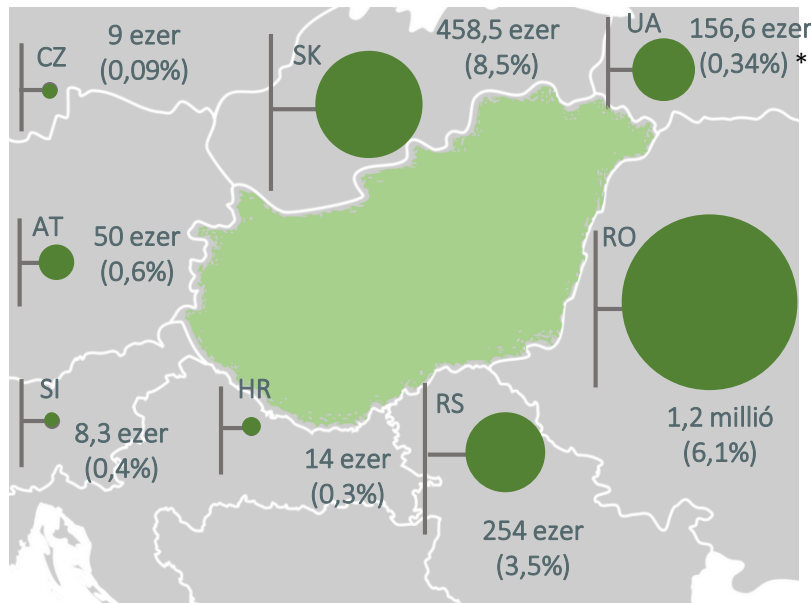 CZ
9 ezer
(0,09%)
SK
458,5 ezer
(8,5%)
UA
156,6 ezer
(0,34%) *
AT
50 ezer
(0,6%)
RO
1,2 millió
(6,1%)
SI
8,3 ezer
(0,4%)
HR
14 ezer
(0,3%)
RS
254 ezer
(3,5%)